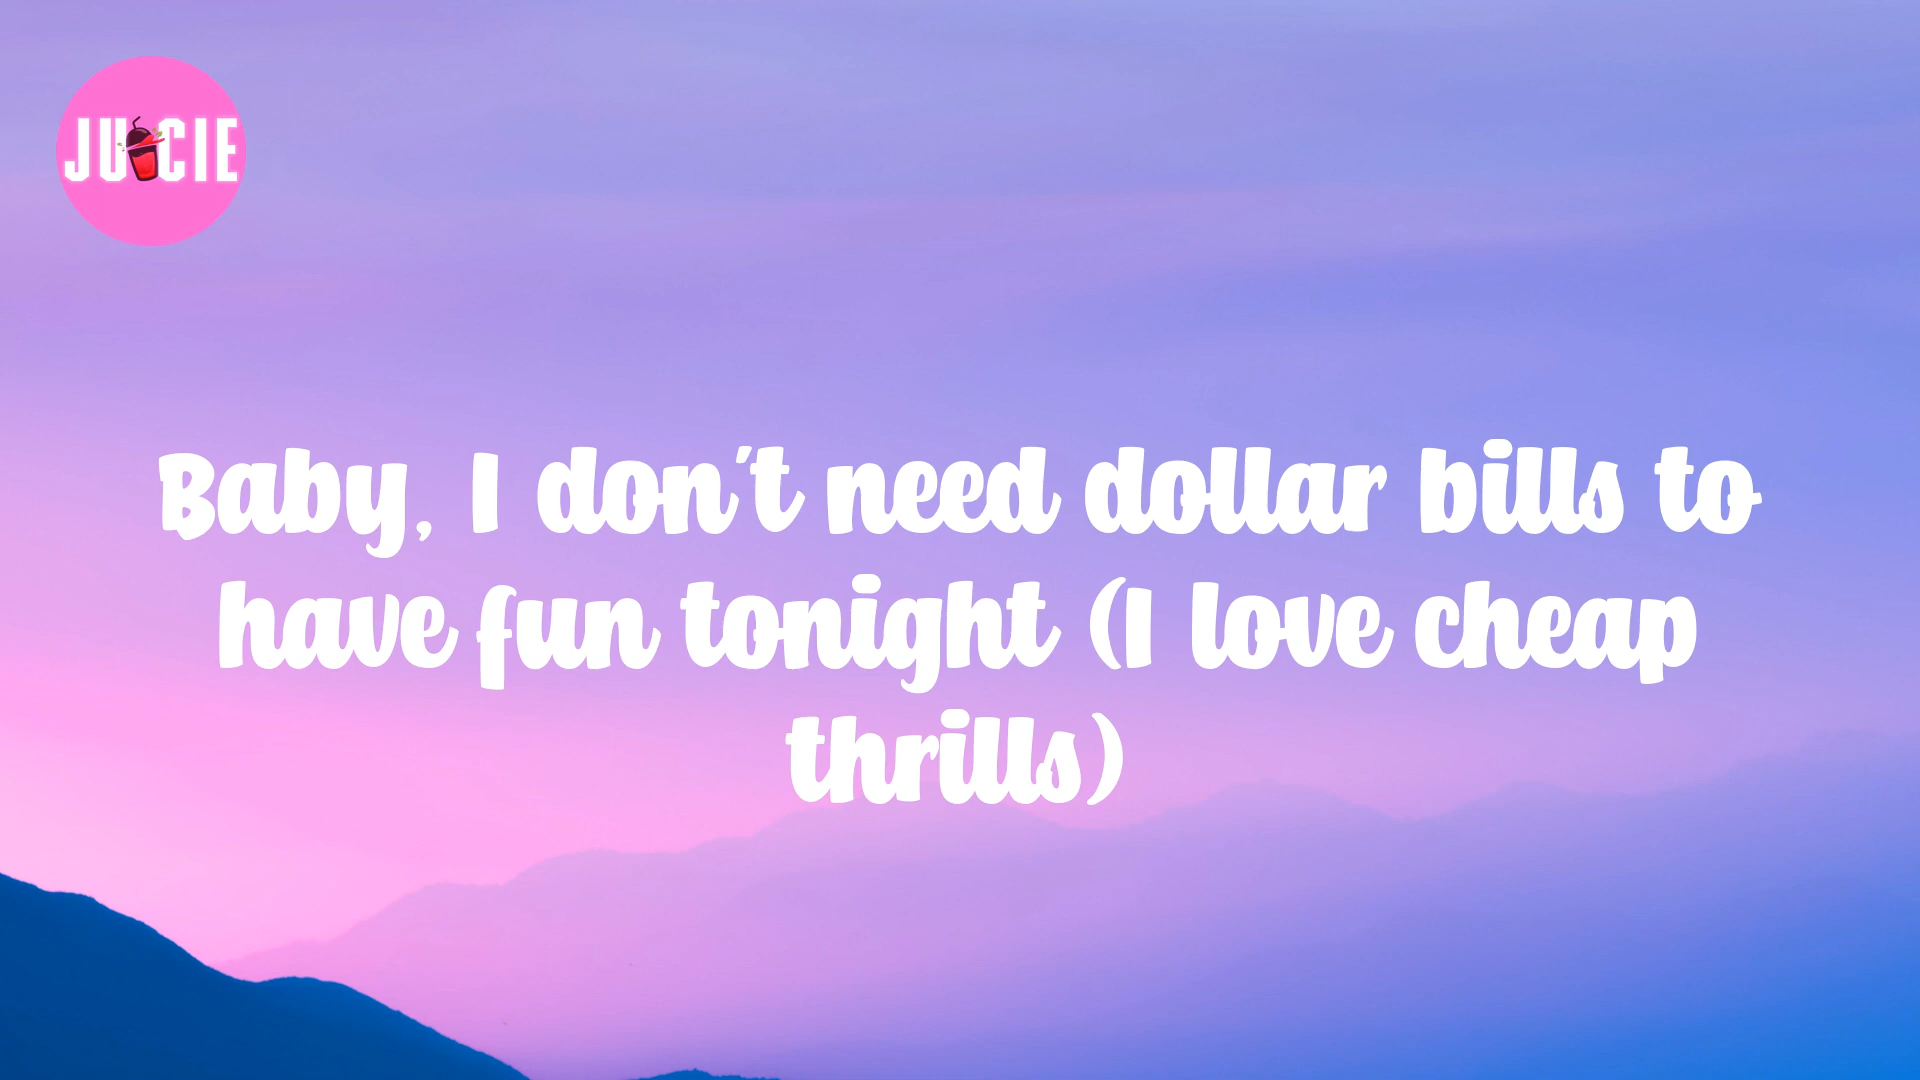 JUICIE
Baby, I don't need dollar bills to
have fun tonight (I love cheap
thrills)